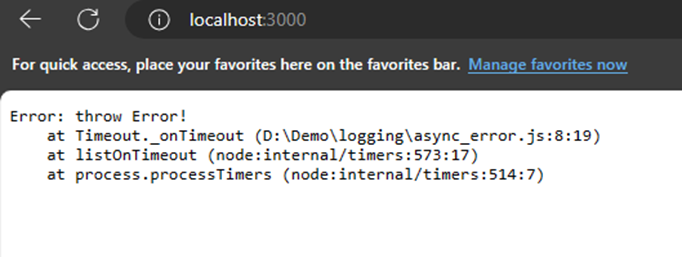 localhost:3000
For quick access, place your favorites here on the favorites bar. Manage favorites now
Error: throw Error!
    at Timeout._onTimeout (D:\Demo\logging\async_error.js:8:19)
    at listOnTimeout (node:internal/timers:573:17)
    at process.processTimers (node:internal/timers:514:7)